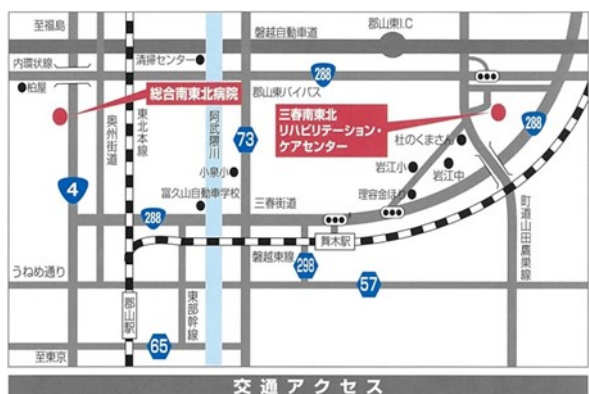 至福島
磐越自動車道
郡山東I.C
内環状線
清掃センター
288
柏屋
総合南東北病院
郡山東バイパス
三春南東北
リハビリテーション・
ケアセンター
288
奥州街道
東北本線
阿武隈川
73
杜のくまさん
小泉小
岩江小
岩江中
4
富久山自動車学校
理容金ほり
288
三春街道
舞木駅
町道山田鷹巣線
磐越東線
298
うねめ通り
57
郡山駅
東部幹線
65
至東京
交通アクセス